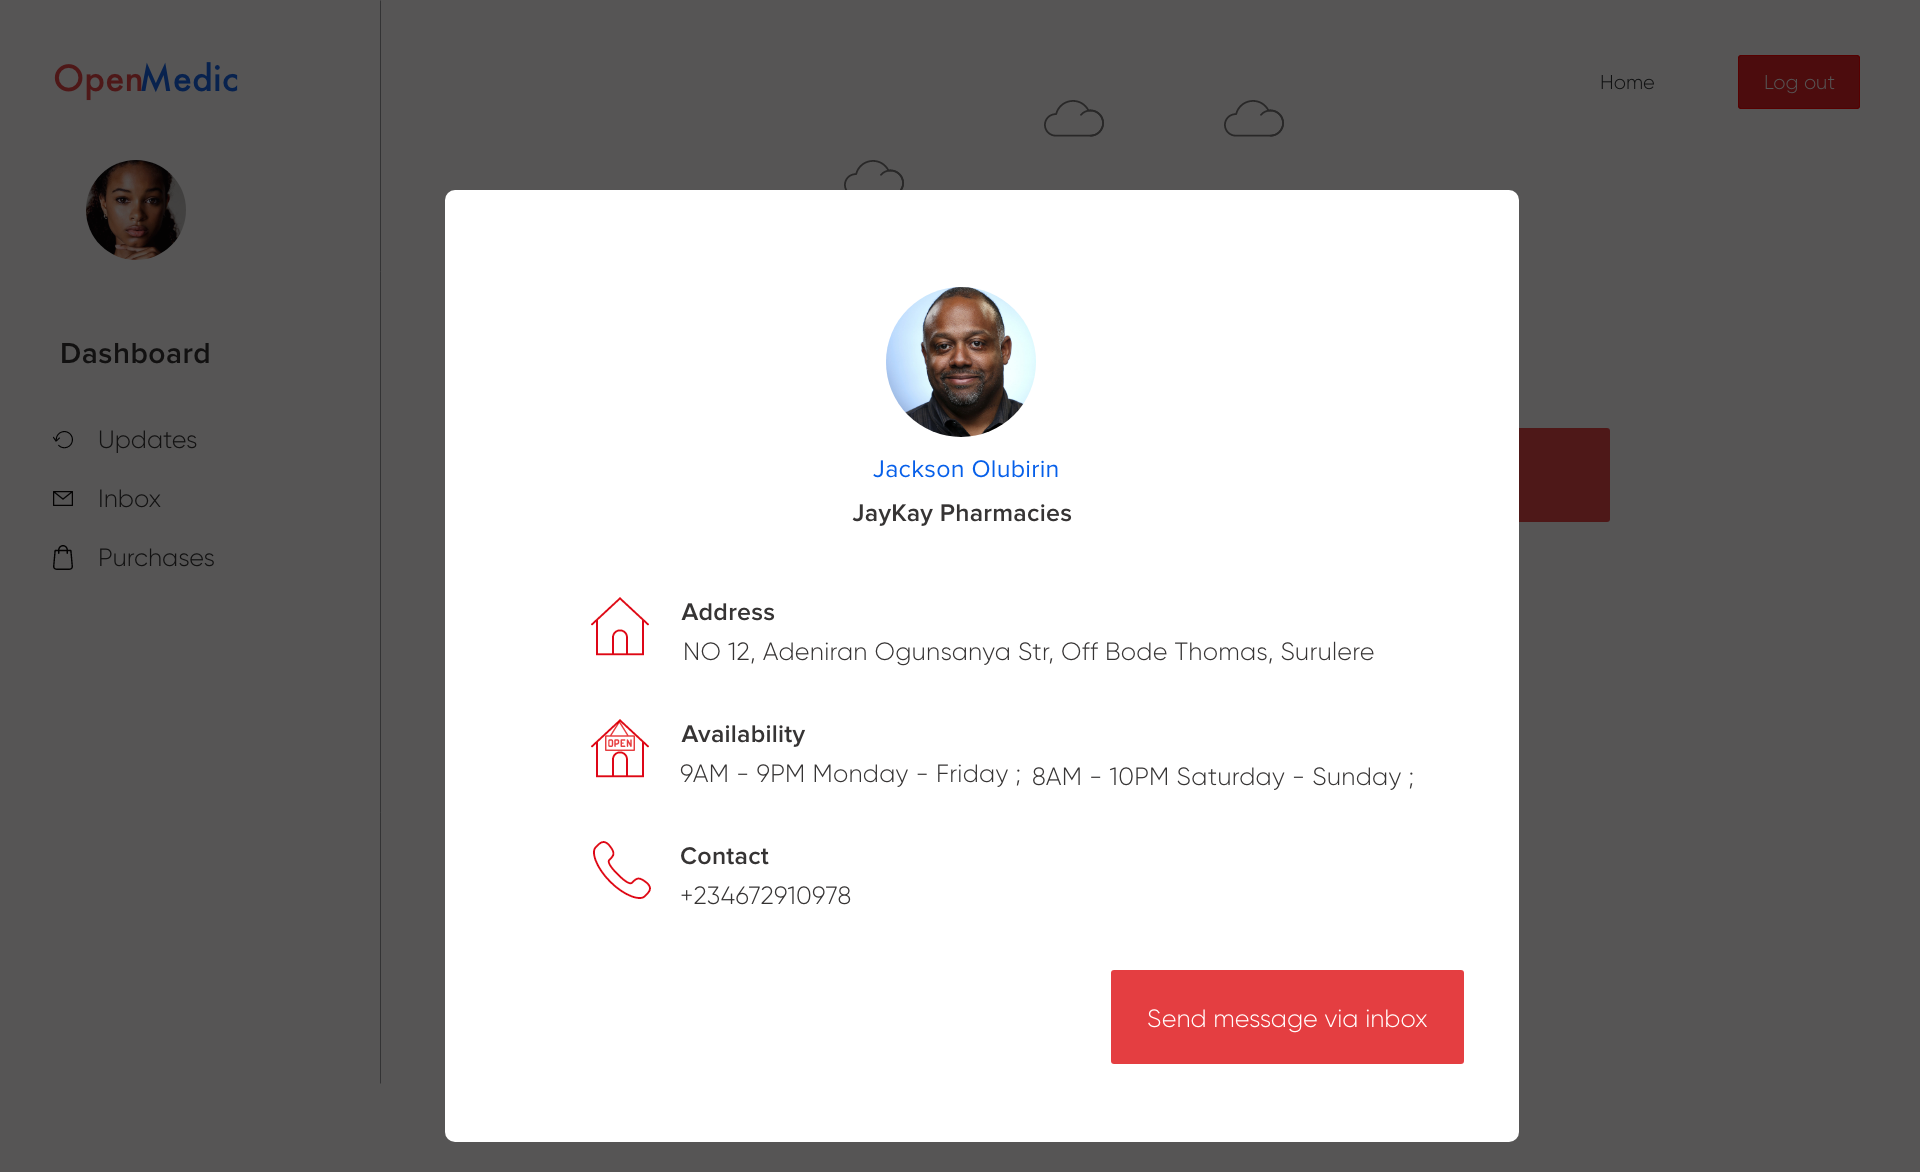 OpenMedic
Home
Log out
Dashboard
Updates
Inbox
Purchases
Jackson Olubirin
JayKay Pharmacies
Address
NO 12, Adeniran Ogunsanya Str, Off Bode Thomas, Surulere
OPEN
Availability
9AM - 9PM Monday - Friday ; 8AM - 10PM Saturday - Sunday ;
Contact
+234672910978
Send message via inbox